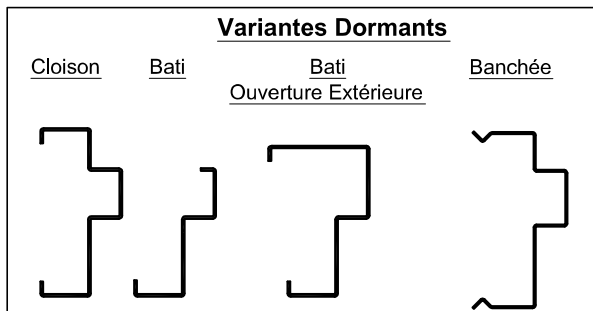 Variantes Dormants
Cloison
Bati
Bati
Ouverture Extérieure
Banchée